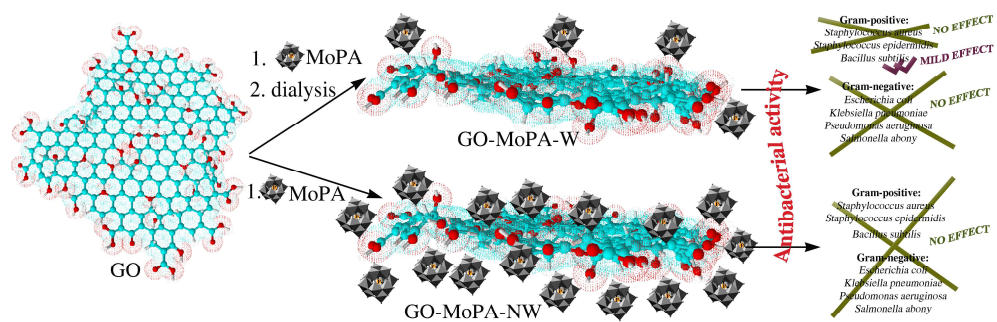 GO
1. MoPA
2. dialysis
1. MoPA
GO-MoPA-W
GO-MoPA-NW
Antibacterial activity
Gram-positive:
Staphylococcus aureus
Staphylococcus epidermidis
Bacillus subtilis
NO EFFECT
MILD EFFECT
Gram-negative:
Escherichia coli
Klebsiella pneumoniae
Pseudomonas aeruginosa
Salmonella abony
NO EFFECT
Gram-positive:
Staphylococcus aureus
Staphylococcus epidermidis
Bacillus subtilis
NO EFFECT
Gram-negative:
Escherichia coli
Klebsiella pneumoniae
Pseudomonas aeruginosa
Salmonella abony